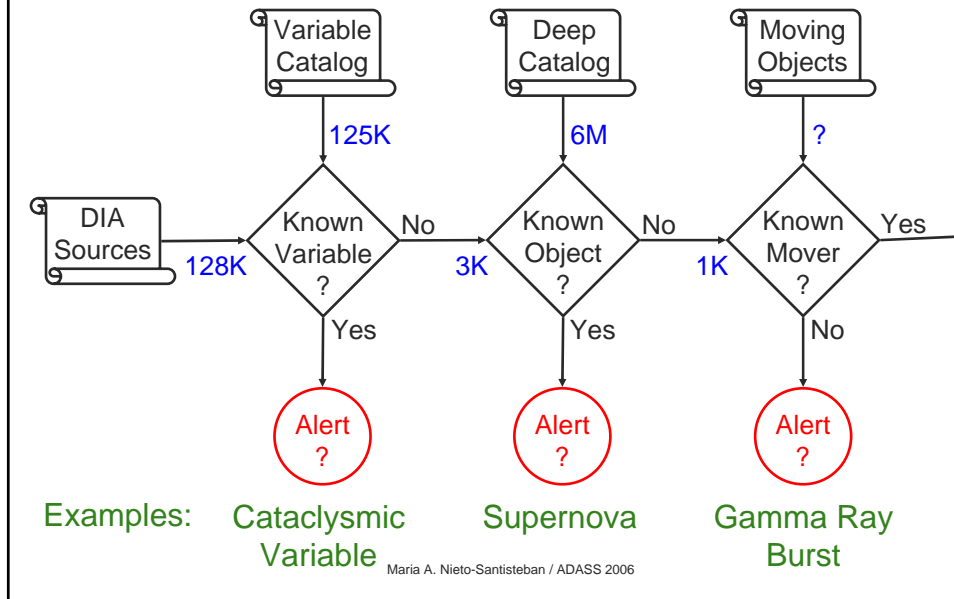 Variable
Catalog
Deep
Catalog
Moving
Objects
125K
6M
?
DIA
Sources
128K
Known
Variable
?
No
3K
Known
Object
?
No
1K
Known
Mover
?
Yes
Yes
Yes
No
Alert
?
Alert
?
Alert
?
Examples:
Cataclysmic
Variable
Supernova
Gamma Ray
Burst
Maria A. Nieto-Santisteban / ADASS 2006